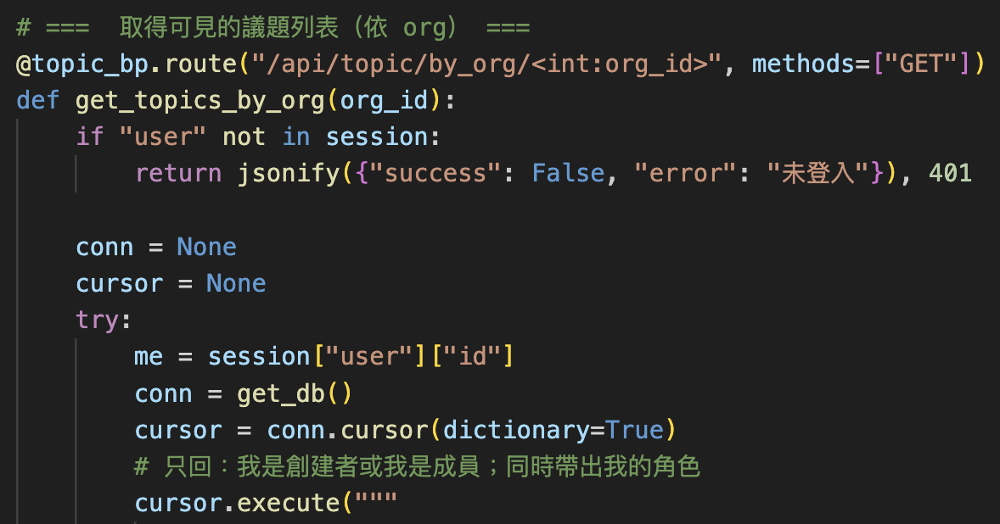 # ===  取得可見的議題列表（依 org） ===
@topic_bp.route("/api/topic/by_org/<int:org_id>", methods=["GET"])
def get_topics_by_org(org_id):
    if "user" not in session:
        return jsonify({"success": False, "error": "未登入"}), 401

    conn = None
    cursor = None
    try:
        me = session["user"]["id"]
        conn = get_db()
        cursor = conn.cursor(dictionary=True)
        # 只回：我是創建者或我是成員；同時帶出我的角色
        cursor.execute("""